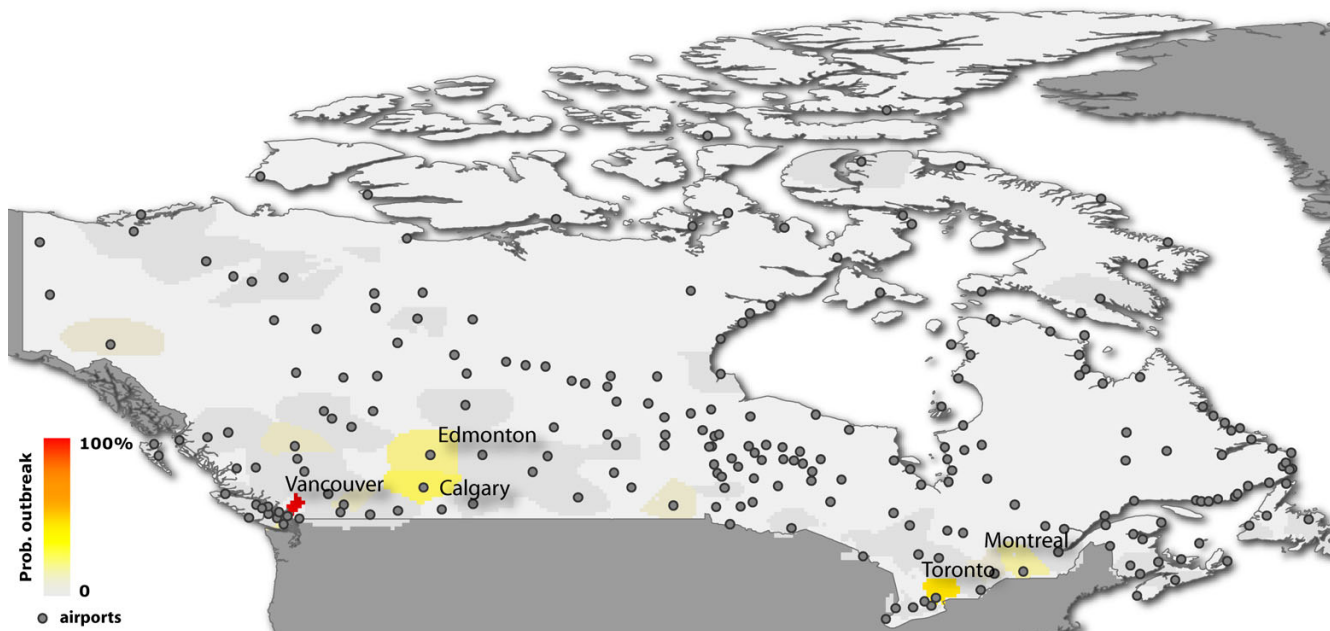 Edmonton
Vancouver
Calgary
Montreal
Toronto
Prob. outbreak
100%
0
airports